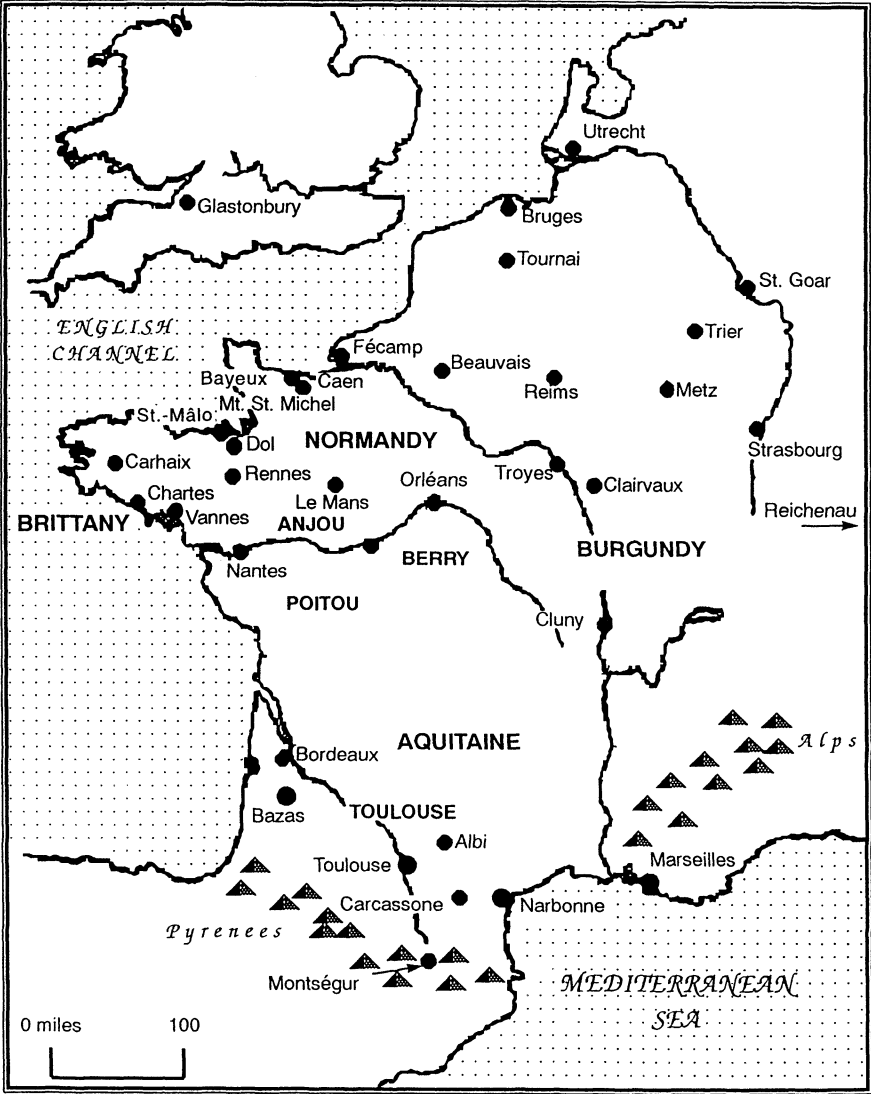 Utrecht
Glastonbury
Bruges
Tournai
St. Goar
ENGLISH
CHANNEL
Trier
Fécamp
Beauvais
Bayeux
Caen
Reims
Metz
Mt. St. Michel
St.-Mâlo
NORMANDY
Dol
Strasbourg
Carhaix
Rennes
Troyes
Orléans
Clairvaux
Chartes
Le Mans
Reichenau
Vannes
BRITTANY
ANJOU
BURGUNDY
BERRY
Nantes
POITOU
Cluny
AQUITAINE
Alps
Bordeaux
Bazas
TOULOUSE
Albi
Toulouse
Marseilles
Carcassone
Narbonne
Pyrenees
Montségur
MEDITERRANEAN
SEA
0 miles 100